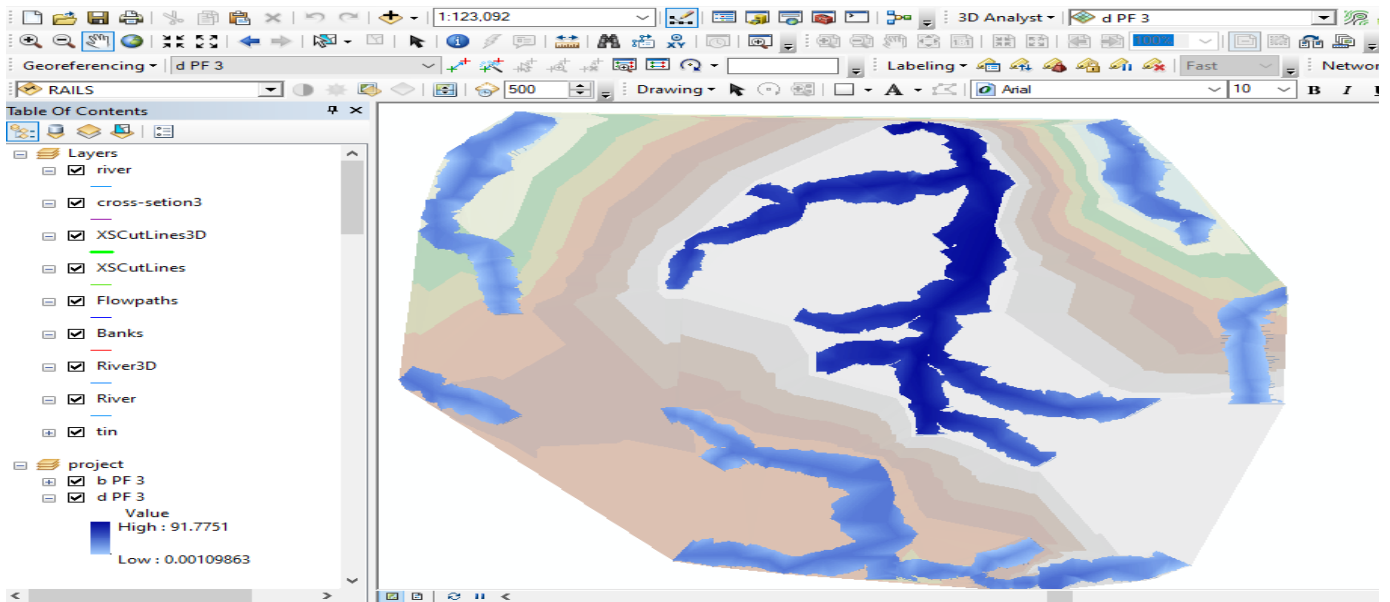 1:123,092
3D Analyst
d PF 3
100%
Georeferencing
d PF 3
Labeling
Fast
Networ
RAILS
500
Drawing
A
Arial
10
B
I
U
Table Of Contents
Layers
river
cross-setion3
XSCutLines3D
XSCutLines
Flowpaths
Banks
River3D
River
tin
project
b PF 3
d PF 3
Value
High : 91.7751
Low : 0.00109863